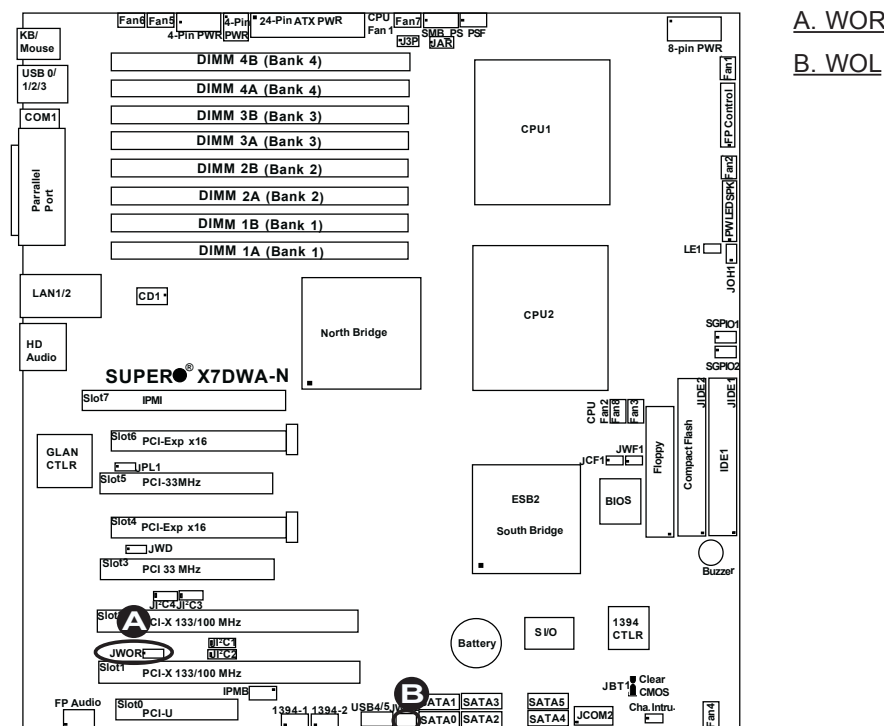 Fan6 Fan5
4-Pin PWR
4-Pin PWR
24-Pin ATX PWR
CPU Fan 1
Fan7
J3P
SMB_PS PSF
JAR
8-pin PWR
A. WOR
B. WOL
KB/
Mouse
USB 0/
1/2/3
COM1
Parrallel
Port
LAN1/2
HD
Audio
DIMM 4B (Bank 4)
DIMM 4A (Bank 4)
DIMM 3B (Bank 3)
DIMM 3A (Bank 3)
DIMM 2B (Bank 2)
DIMM 2A (Bank 2)
DIMM 1B (Bank 1)
DIMM 1A (Bank 1)
CPU1
CPU2
Fan1
FP Control
Fan2
PWLEDSPK
LE1
JOH1
CD1
North Bridge
SGPIO1
SGPIO2
SUPER® X7DWA-N
Slot7 IPMI
Slot6 PCI-Exp x16
GLAN
CTLR
JPL1
Slot5 PCI-33MHz
Slot4 PCI-Exp x16
JWD
Slot3 PCI 33 MHz
CPU
Fan2
Fan8
Fan3
JWF1
JCF1
Floppy
Compact Flash
JIDE2
JIDE1
IDE1
ESB2
South Bridge
BIOS
Buzzer
JI²C4 JI²C3
A
CI-X 133/100 MHz
JWOR
JI²C1
JI²C2
Slot1 PCI-X 133/100 MHz
Battery
S I/O
1394
CTLR
FP Audio
Slot0
PCI-U
IPMB
1394-1 1394-2
USB4/5
B
SATA1 SATA3
SATA0 SATA2
SATA5
SATA4
JBT1
Clear
CMOS
JCOM2
Cha. Intru.
Fan4